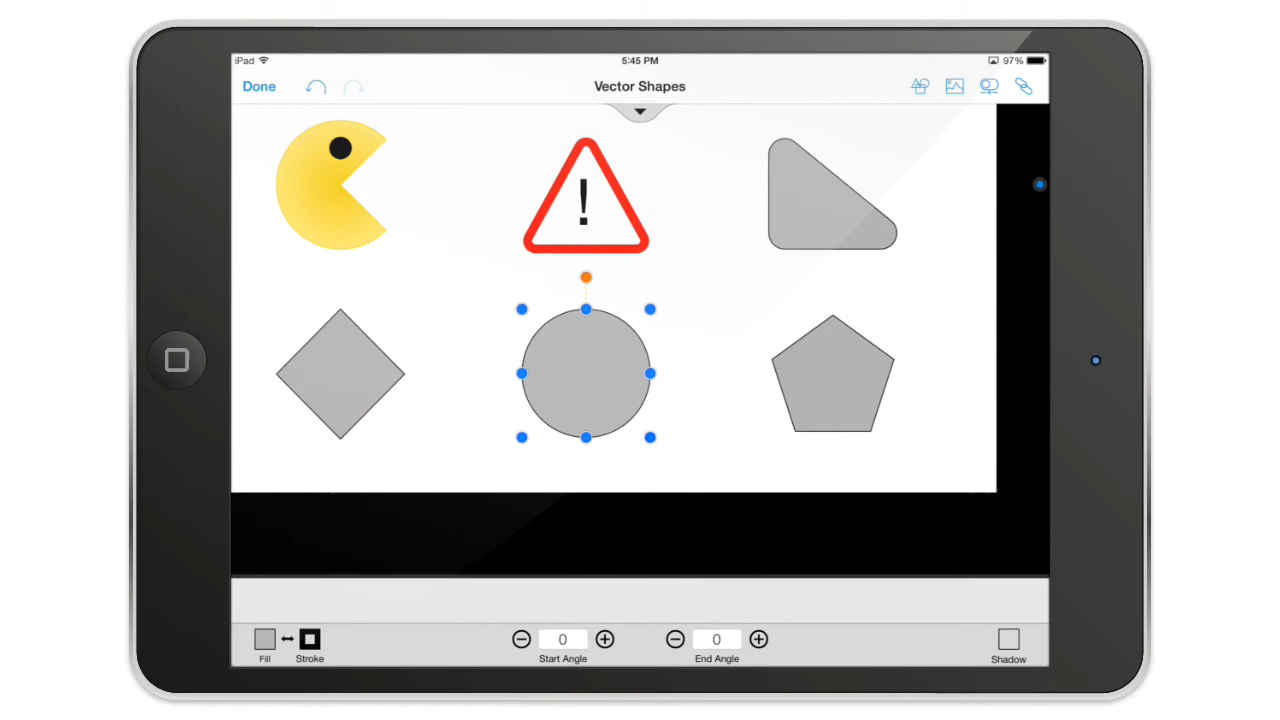 iPad 5:45 PM 97%
Done Vector Shapes
!
0 0
Fill Stroke Start Angle End Angle Shadow